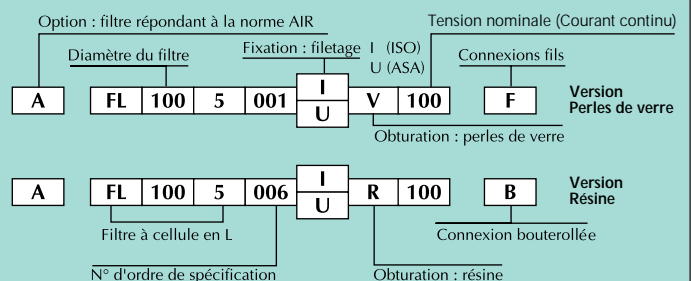 Option : filtre répondant à la norme AIR
Tension nominale (Courant continu)
Diamètre du filtre
Fixation : filetage I (ISO)
U (ASA)
Connexions fils
A FL 100 5 001 I V 100 F
U
Version
Perles de verre
Obturation : perles de verre
A FL 100 5 006 I R 100 B
U
Version
Résine
Filtre à cellule en L
Connexion bouterollée
N° d'ordre de spécification
Obturation : résine